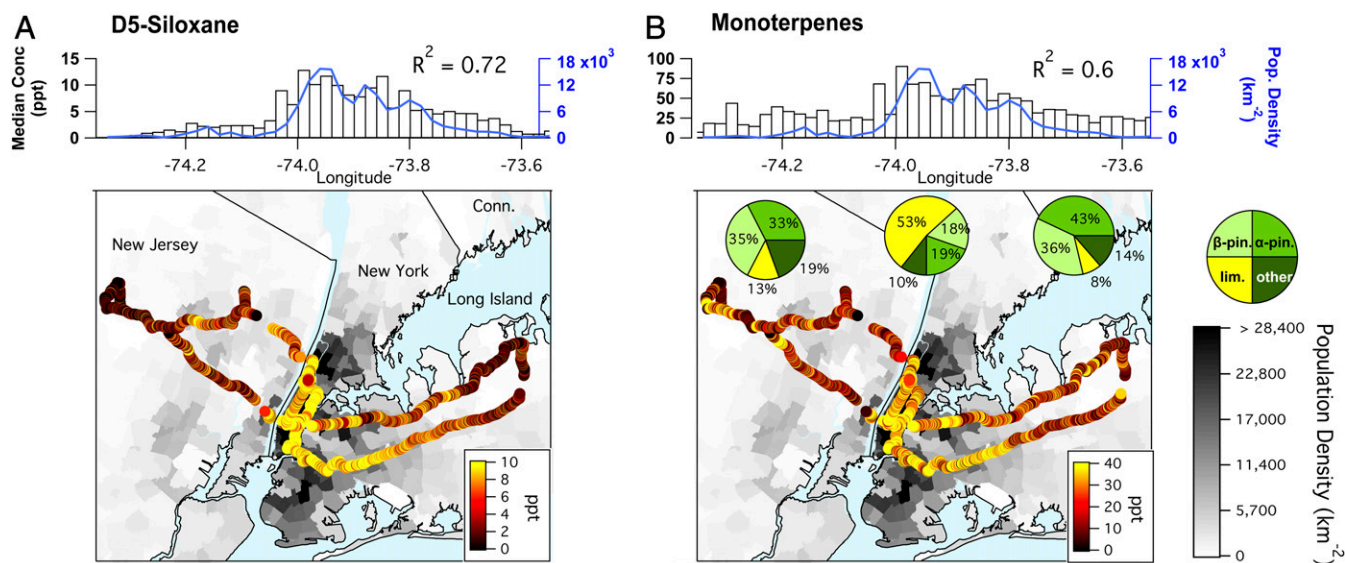 A
D5-Siloxane
Median Conc
(ppt)
15
10
5
0
R² = 0.72
18 x10³
12
6
0
-74.2
-74.0
-73.8
-73.6
Longitude
New Jersey
New York
Conn.
Long Island
10
8
6
4
2
0
ppt
B
Monoterpenes
100
75
50
25
0
R² = 0.6
18 x10³
12
6
0
Pop. Density
(km⁻²)
-74.2
-74.0
-73.8
-73.6
Longitude
33%
35%
13%
19%
53%
18%
19%
10%
43%
36%
8%
14%
40
30
20
10
0
ppt
β-pin.
α-pin.
lim.
other
> 28,400
22,800
17,000
11,400
5,700
0
Population Density (km⁻²)